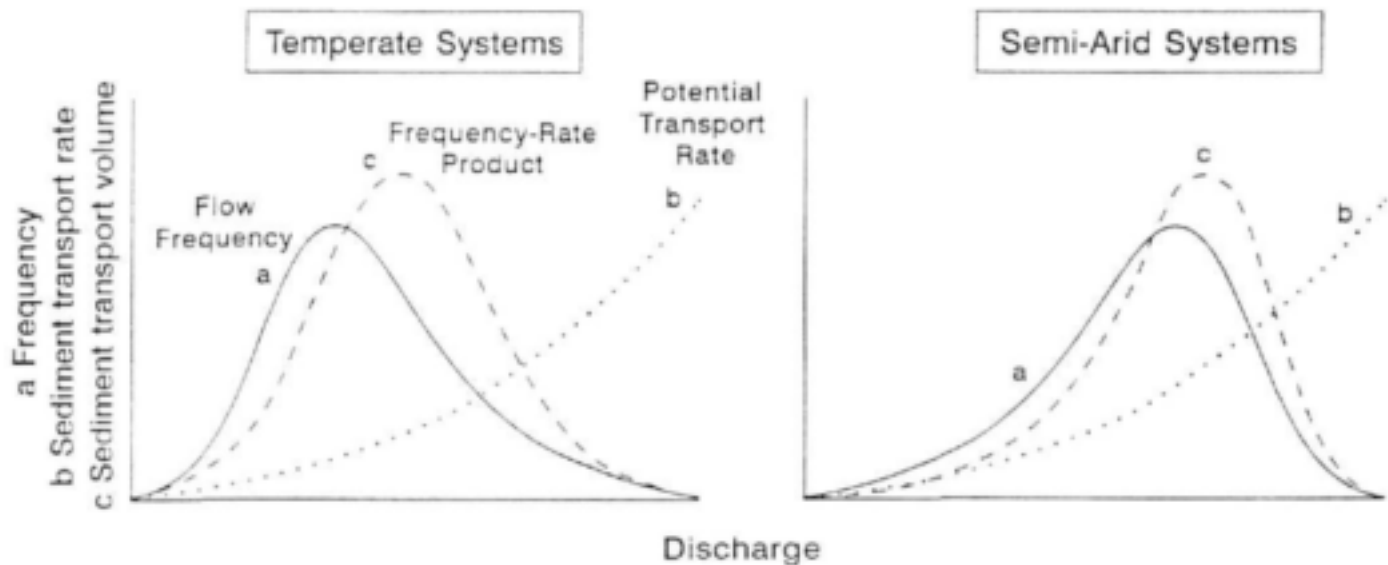 Temperate Systems
Semi-Arid Systems
a Frequency
b Sediment transport rate
c Sediment transport volume
Flow
Frequency
a
c
Frequency-Rate
Product
Potential
Transport
Rate
b
a
c
b
Discharge